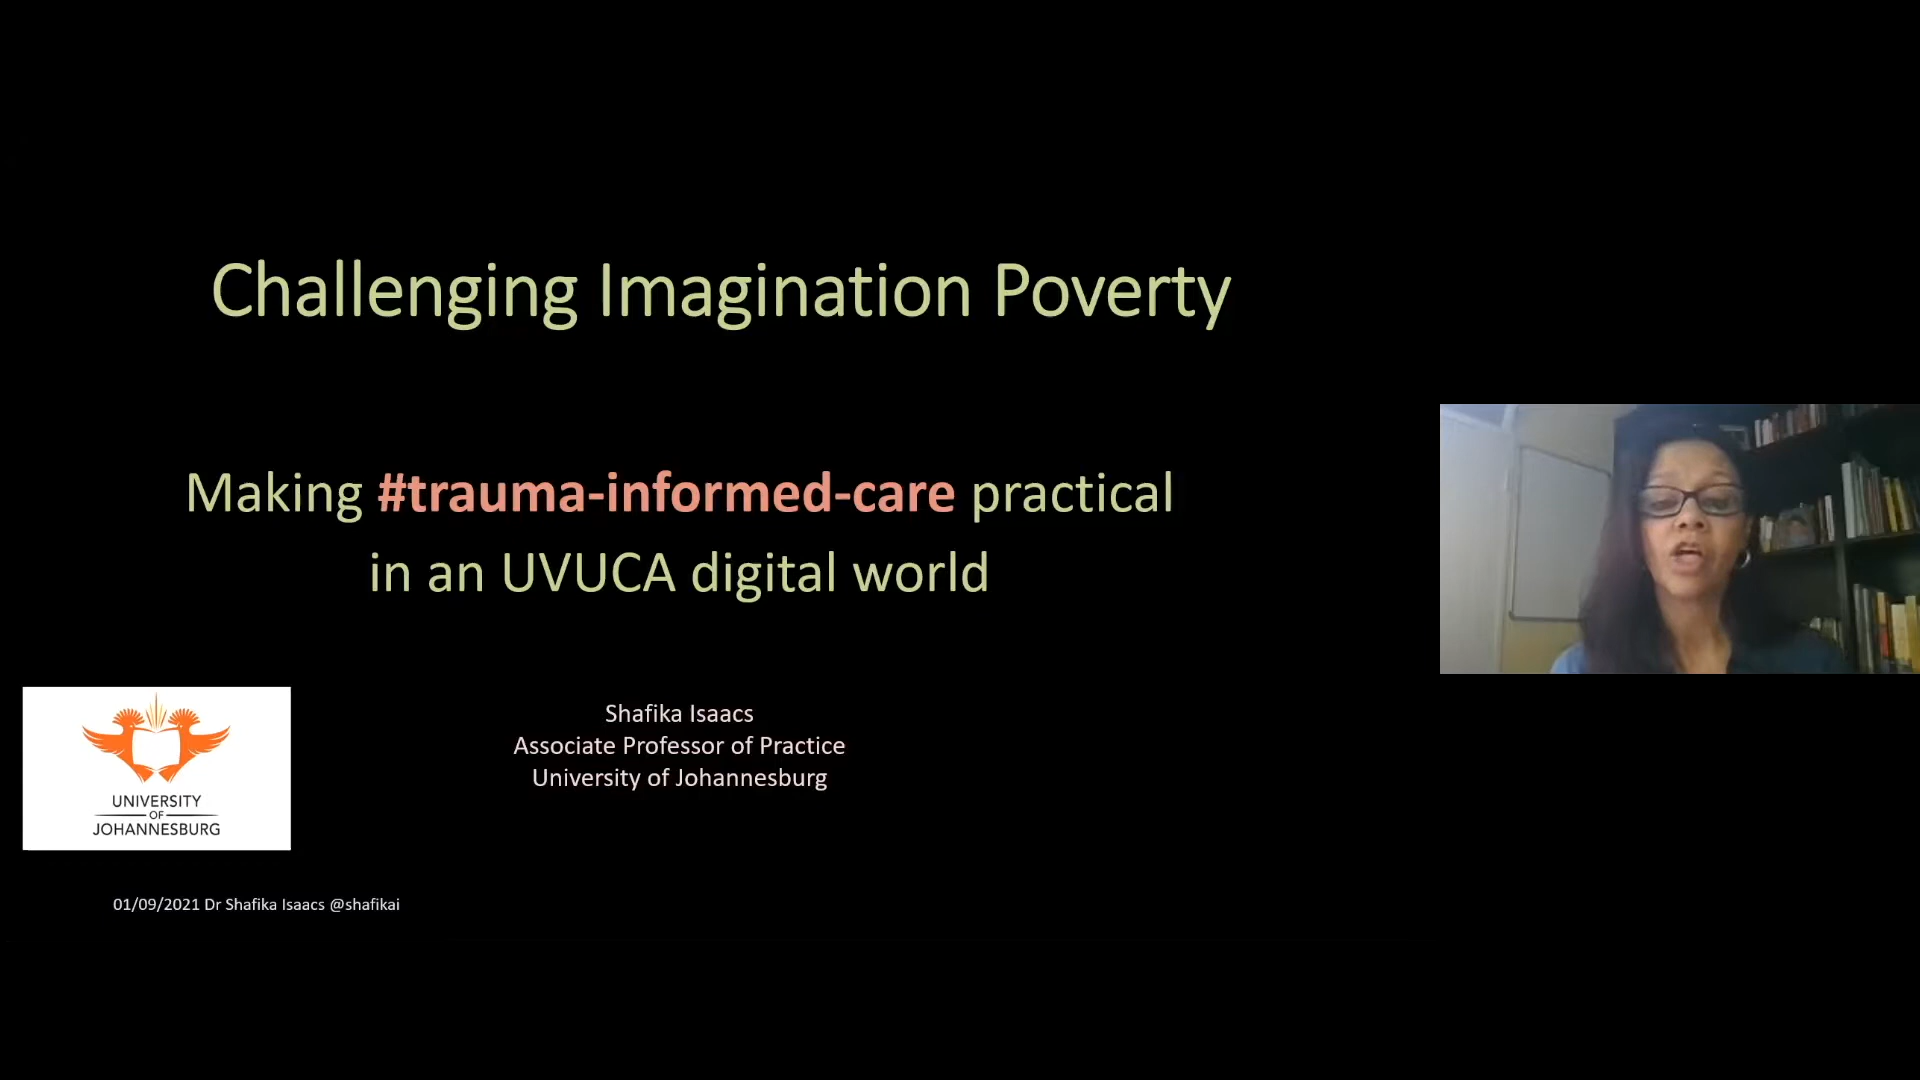 Challenging Imagination Poverty
Making #trauma-informed-care practical
in an UVUCA digital world
Shafika Isaacs
Associate Professor of Practice
University of Johannesburg
UNIVERSITY
OF
JOHANNESBURG
01/09/2021 Dr Shafika Isaacs @shafikai